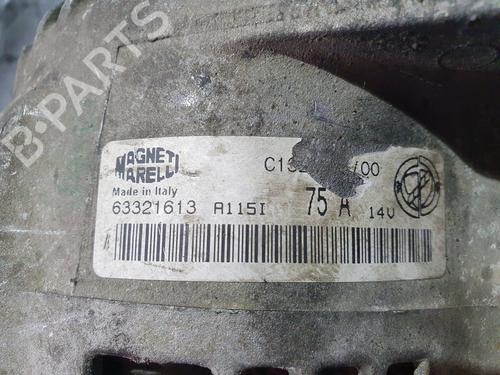 B-PARTS
MAGNETI
MARELLI
Made in Italy
63321613 A115I 75 A 14V